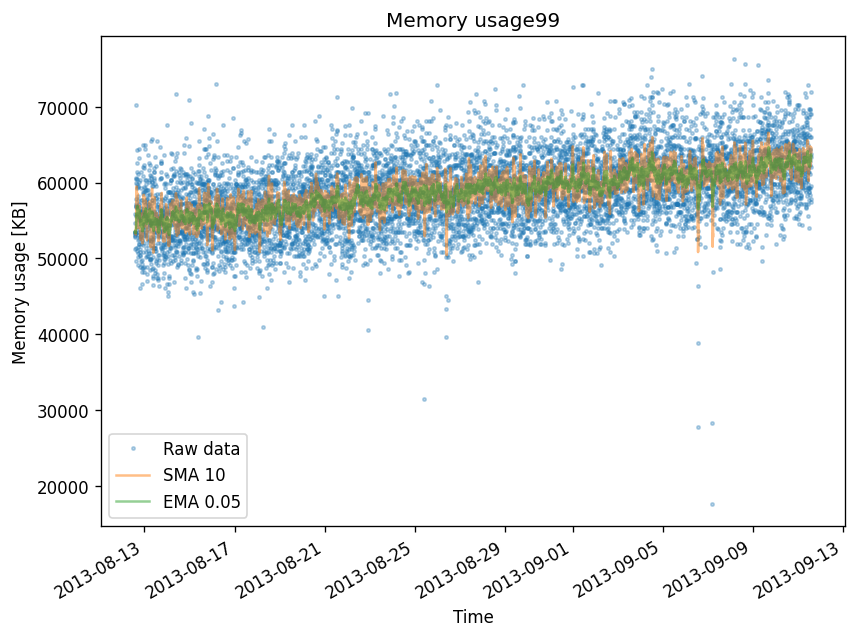 Memory usage99
Memory usage [KB]
70000
60000
50000
40000
30000
20000
Raw data
SMA 10
EMA 0.05
2013-08-13
2013-08-17
2013-08-21
2013-08-25
2013-08-29
2013-09-01
2013-09-05
2013-09-09
2013-09-13
Time